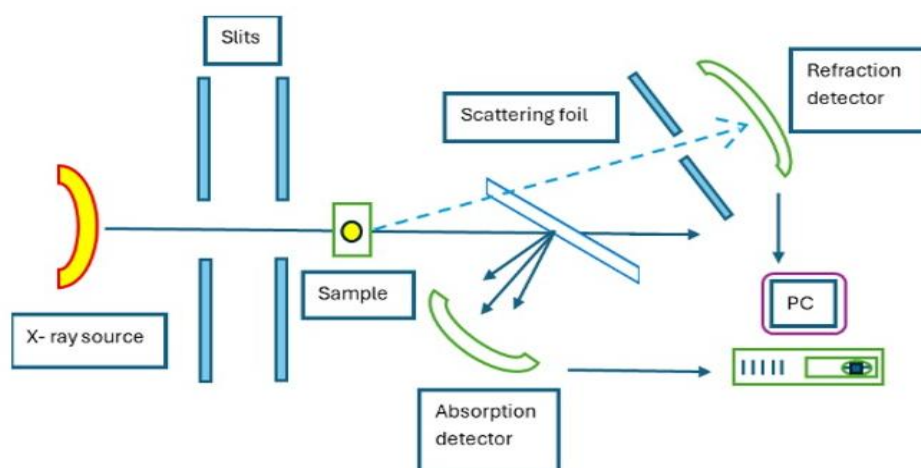 Slits
Refraction
detector
Scattering foil
Sample
X- ray source
PC
Absorption
detector